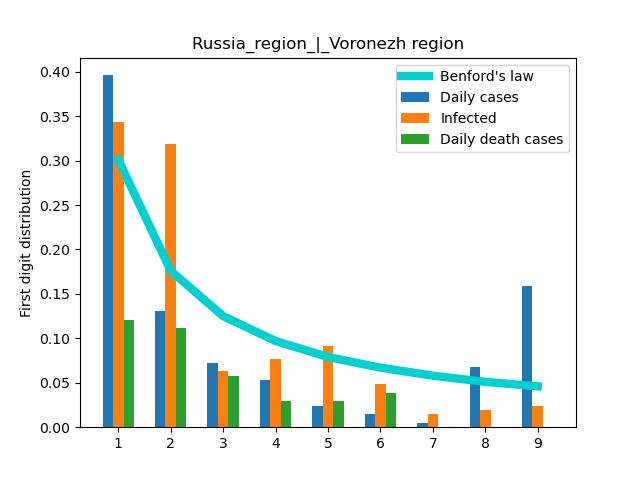 Russia_region_|_Voronezh region
Benford's law
Daily cases
Infected
Daily death cases
First digit distribution
0.40
0.35
0.30
0.25
0.20
0.15
0.10
0.05
0.00
1 2 3 4 5 6 7 8 9